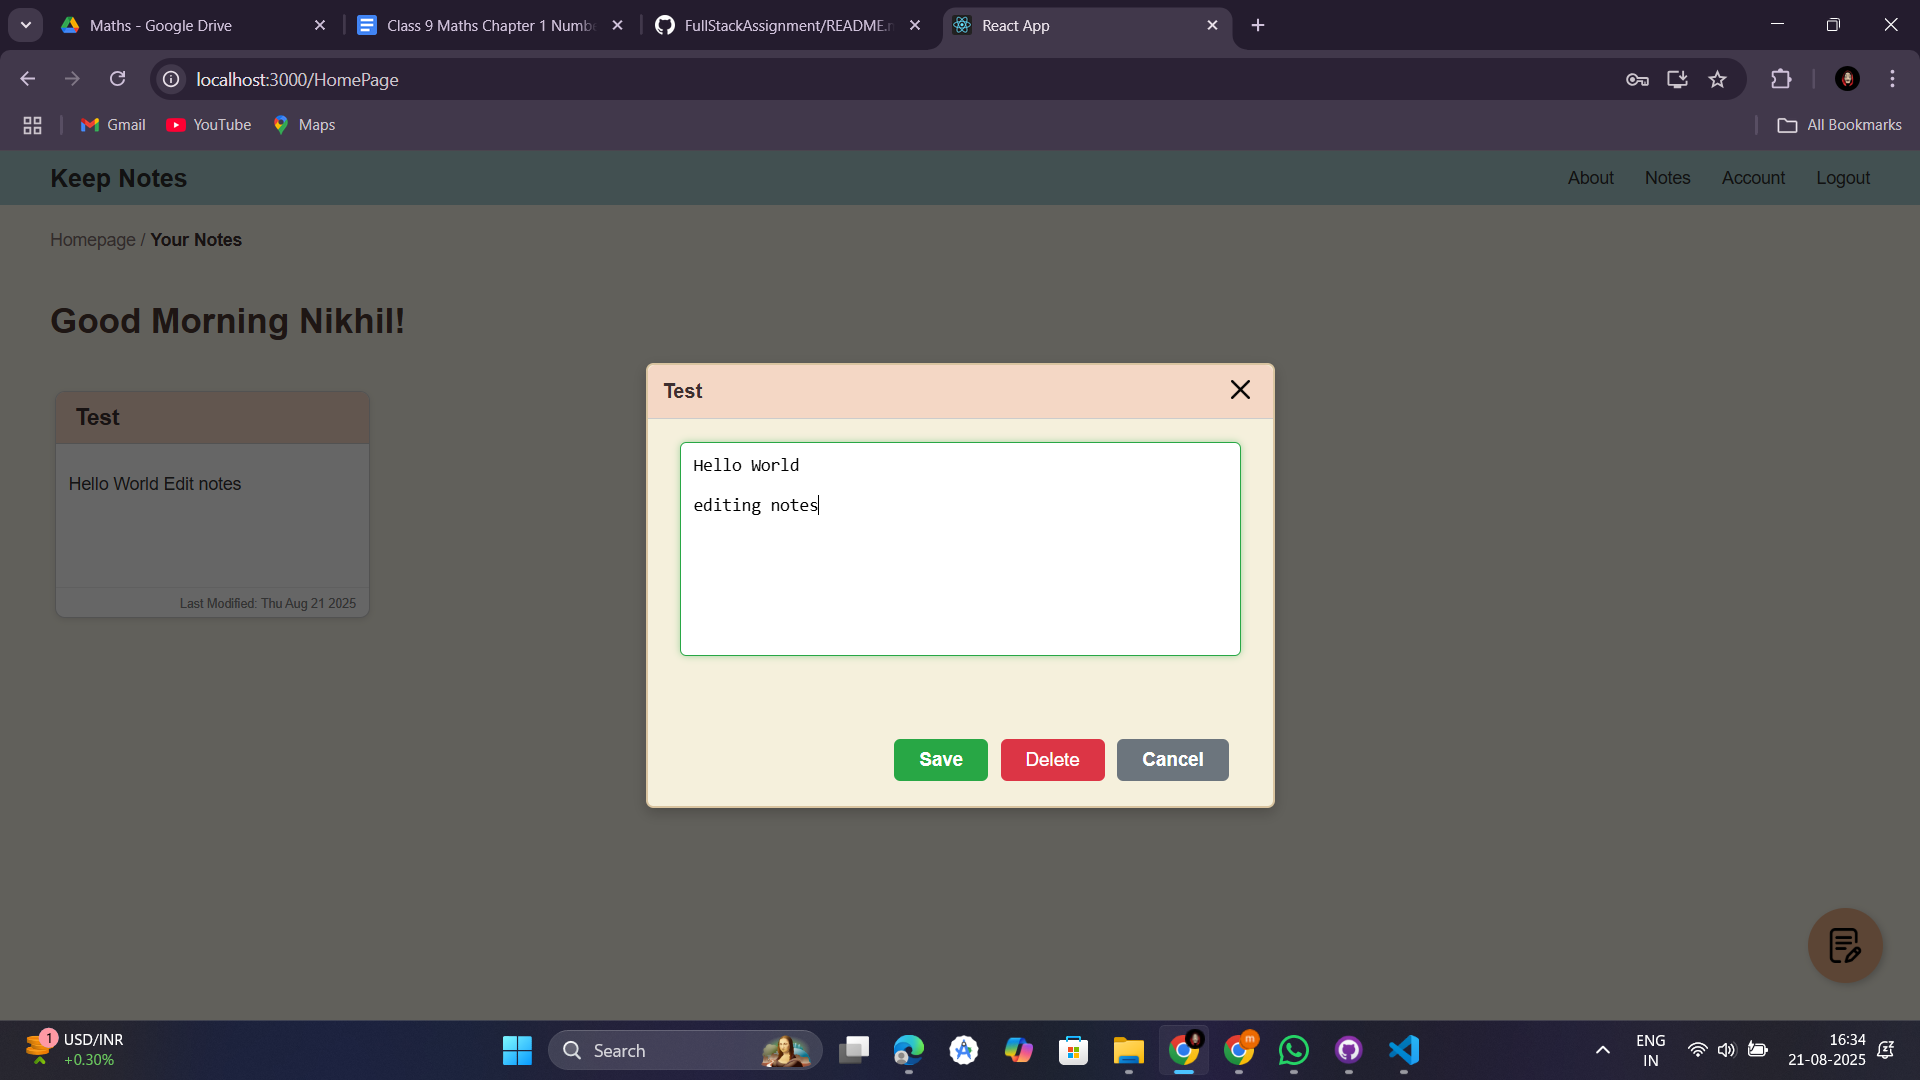 Maths - Google Drive
Class 9 Maths Chapter 1 Numb
FullStackAssignment/README.
React App
localhost:3000/HomePage
Gmail
YouTube
Maps
All Bookmarks
Keep Notes
About
Notes
Account
Logout
Homepage / Your Notes
Good Morning Nikhil!
Test
Hello World Edit notes
Last Modified: Thu Aug 21 2025
Test
Hello World
editing notes
Save
Delete
Cancel
1
USD/INR
+0.30%
Search
m
ENG
IN
16:34
21-08-2025